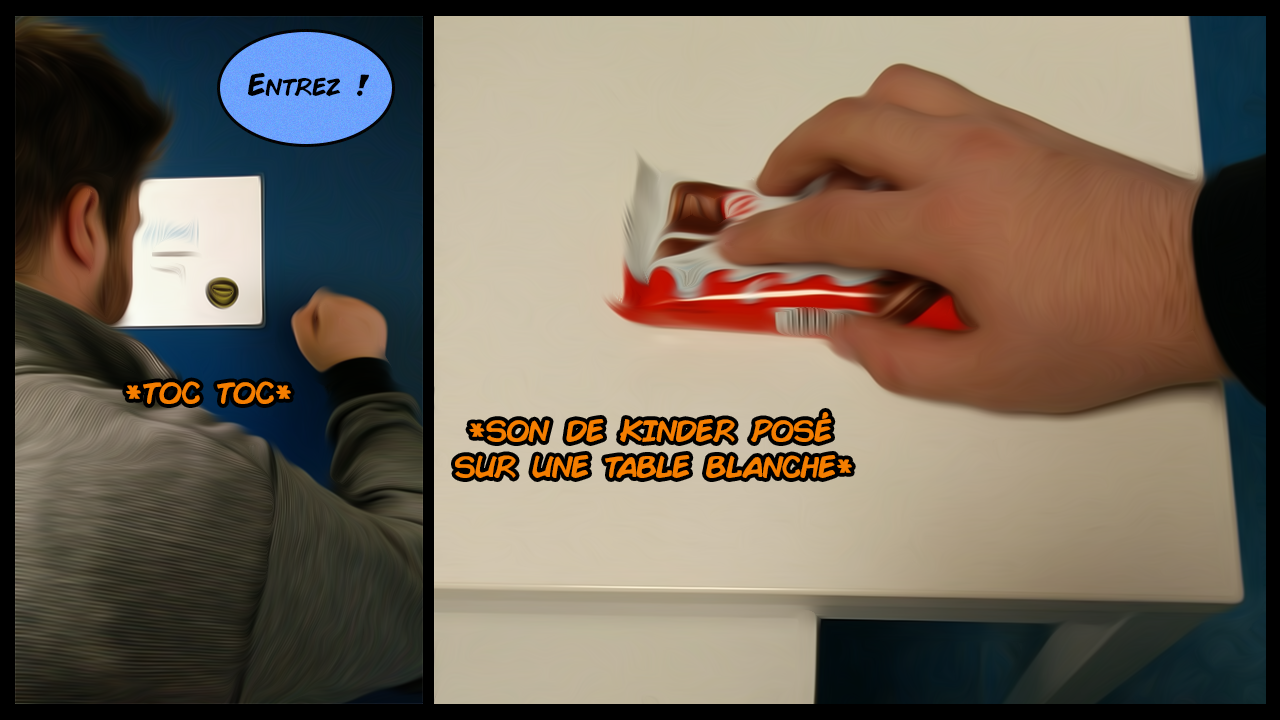 Entrez !
*TOC TOC*
*SON DE KINDER POSÉ
SUR UNE TABLE BLANCHE*